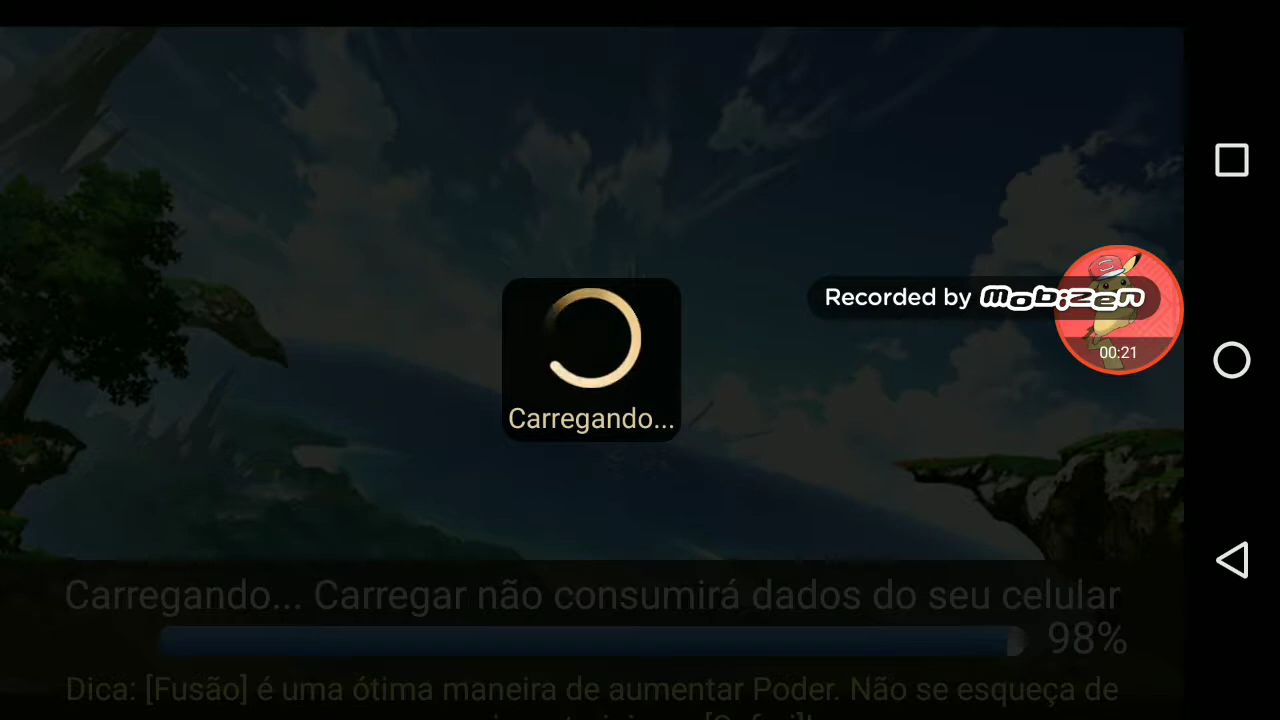 Recorded by Mobizen
00:21
Carregando...
Carregando... Carregar não consumirá dados do seu celular
98%
Dica: [Fusão] é uma ótima maneira de aumentar Poder. Não se esqueça de